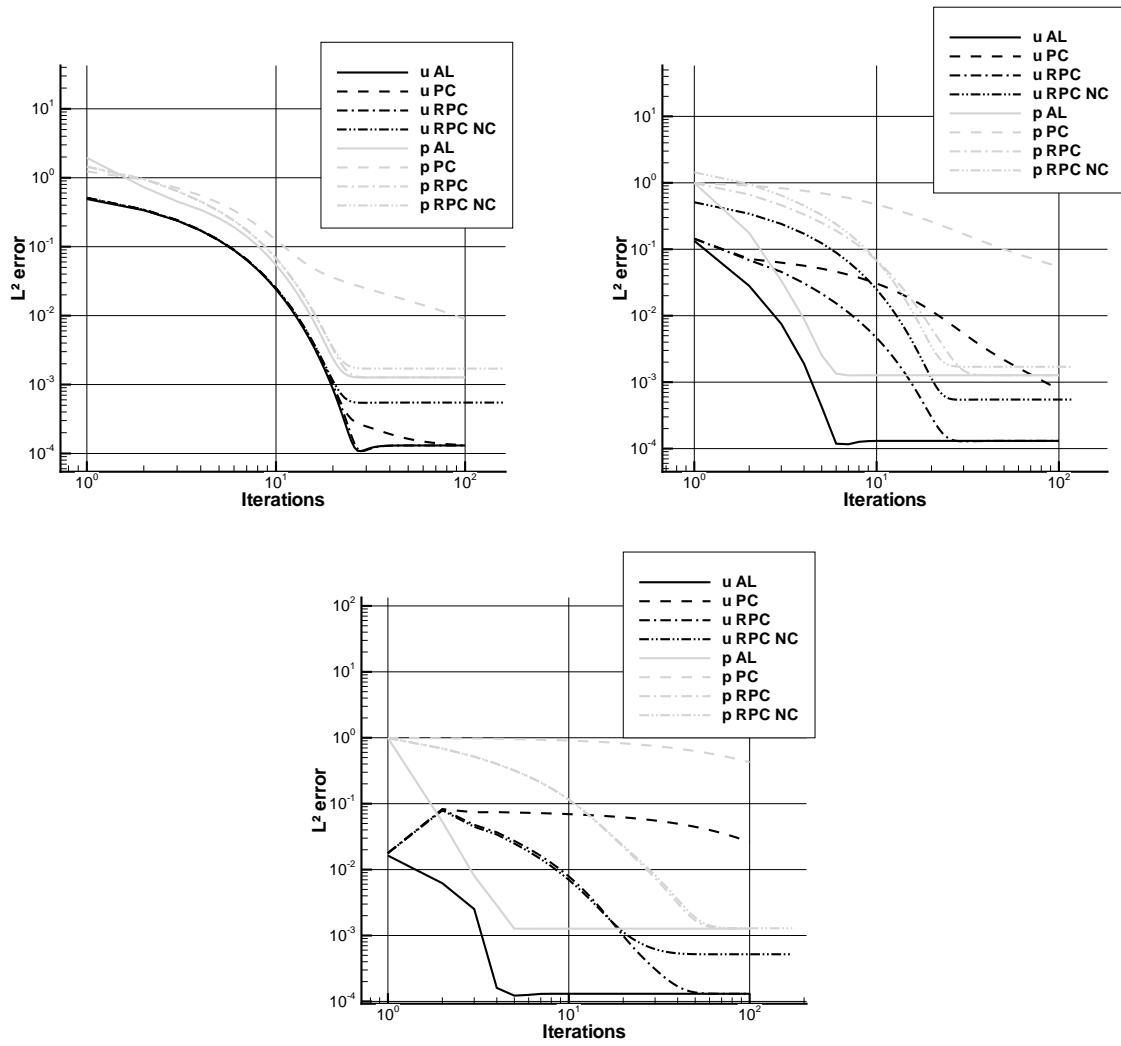 u AL
u PC
u RPC
u RPC NC
p AL
p PC
p RPC
p RPC NC
10¹
10⁰
10⁻¹
10⁻²
10⁻³
10⁻⁴
L² error
10⁰
10¹
10²
Iterations
u AL
u PC
u RPC
u RPC NC
p AL
p PC
p RPC
p RPC NC
10¹
10⁰
10⁻¹
10⁻²
10⁻³
10⁻⁴
L² error
10⁰
10¹
10²
Iterations
u AL
u PC
u RPC
u RPC NC
p AL
p PC
p RPC
p RPC NC
10²
10¹
10⁰
10⁻¹
10⁻²
10⁻³
10⁻⁴
L² error
10⁰
10¹
10²
Iterations